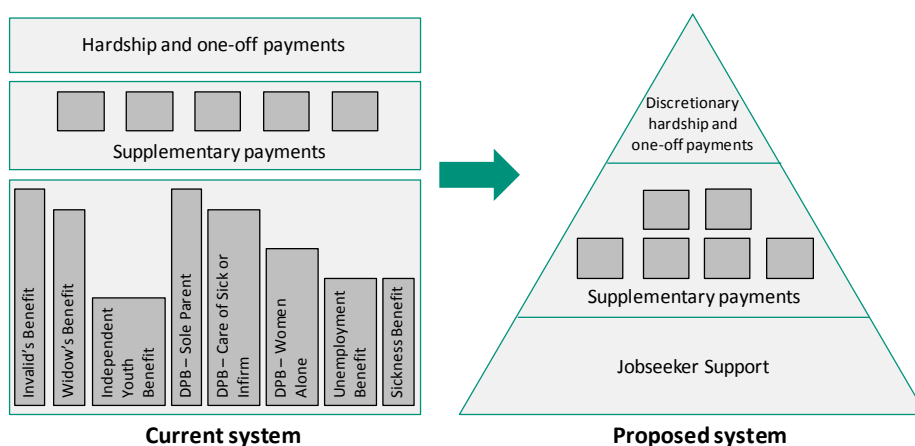 Hardship and one-off payments
Supplementary payments
Invalid's Benefit
Widow's Benefit
Independent
Youth
Benefit
DPB – Sole Parent
DPB – Care of Sick or
Infirm
DPB – Women
Alone
Unemployment
Benefit
Sickness Benefit
Current system
Discretionary
hardship and
one-off payments
Supplementary payments
Jobseeker Support
Proposed system